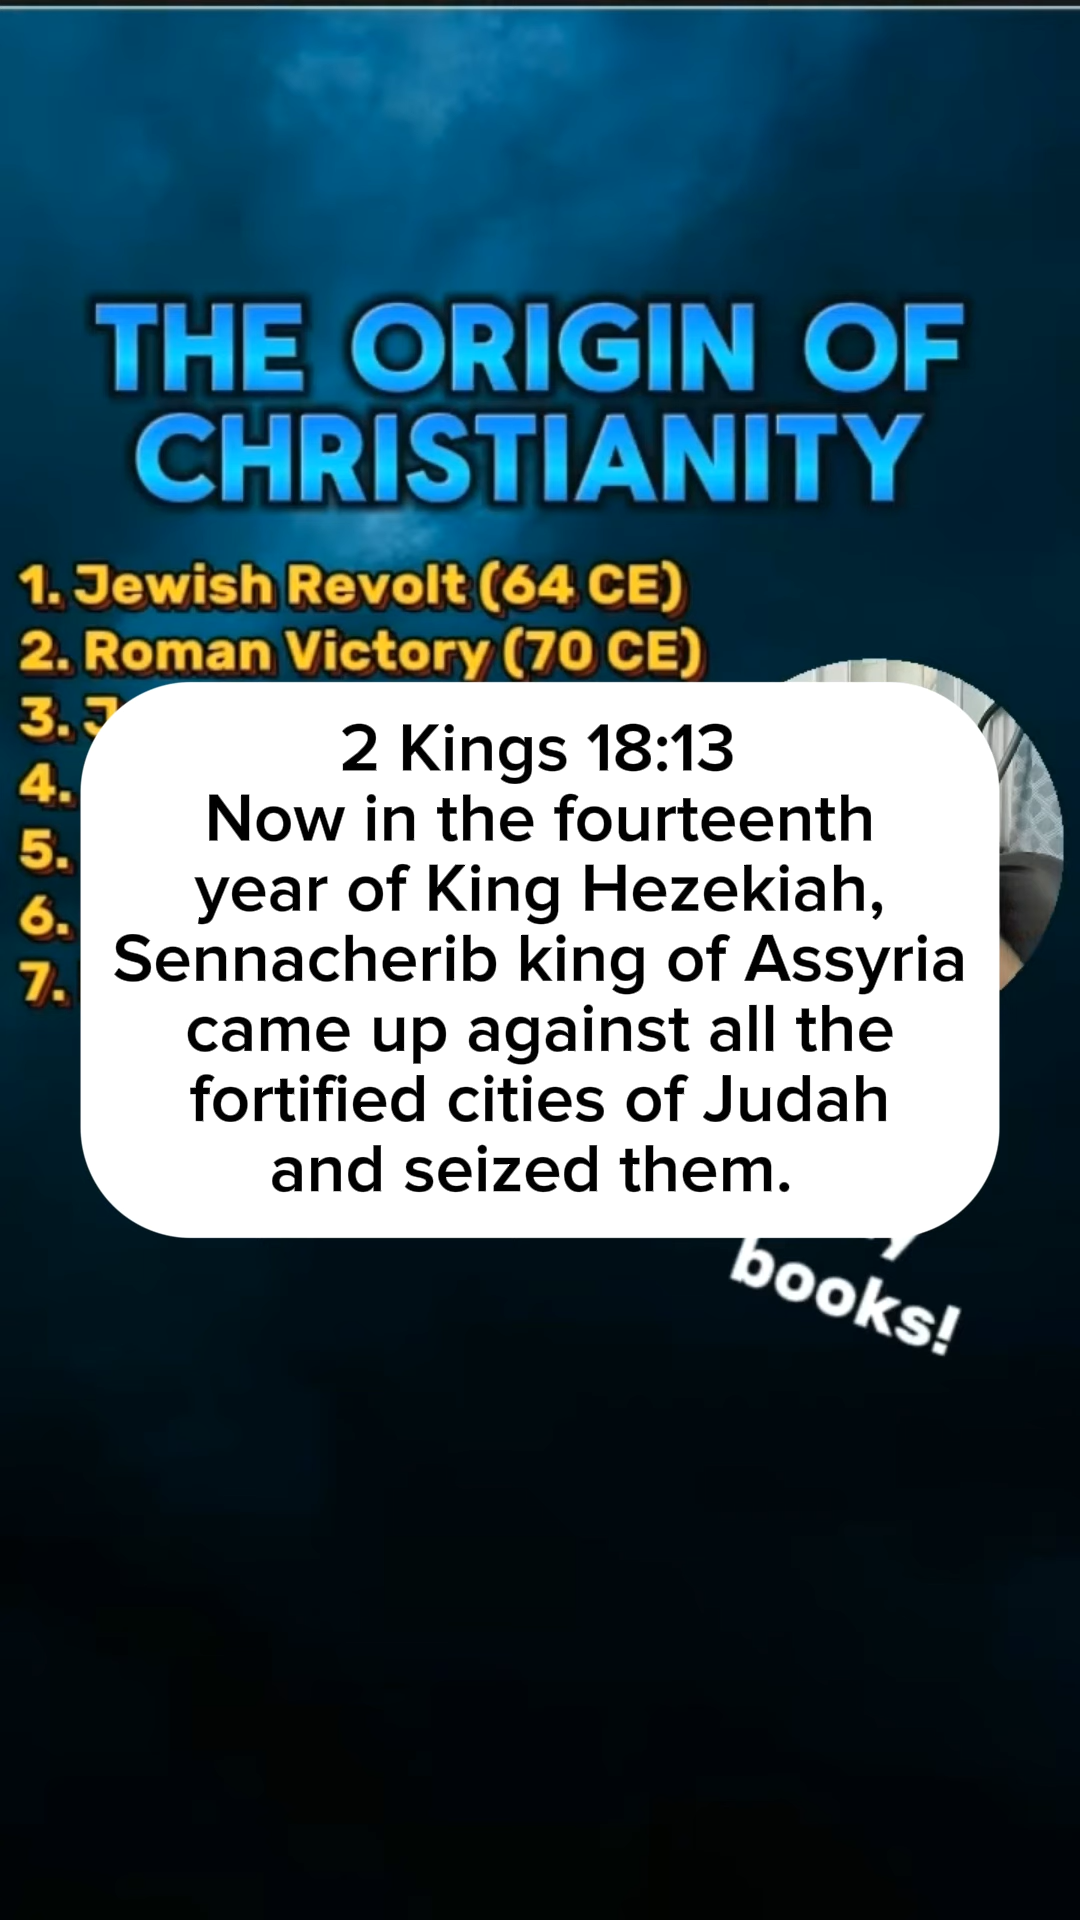 THE ORIGIN OF
CHRISTIANITY
1. Jewish Revolt (64 CE)
2. Roman Victory (70 CE)
3.
4.
5.
6.
7.
2 Kings 18:13
Now in the fourteenth
year of King Hezekiah,
Sennacherib king of Assyria
came up against all the
fortified cities of Judah
and seized them.
books!